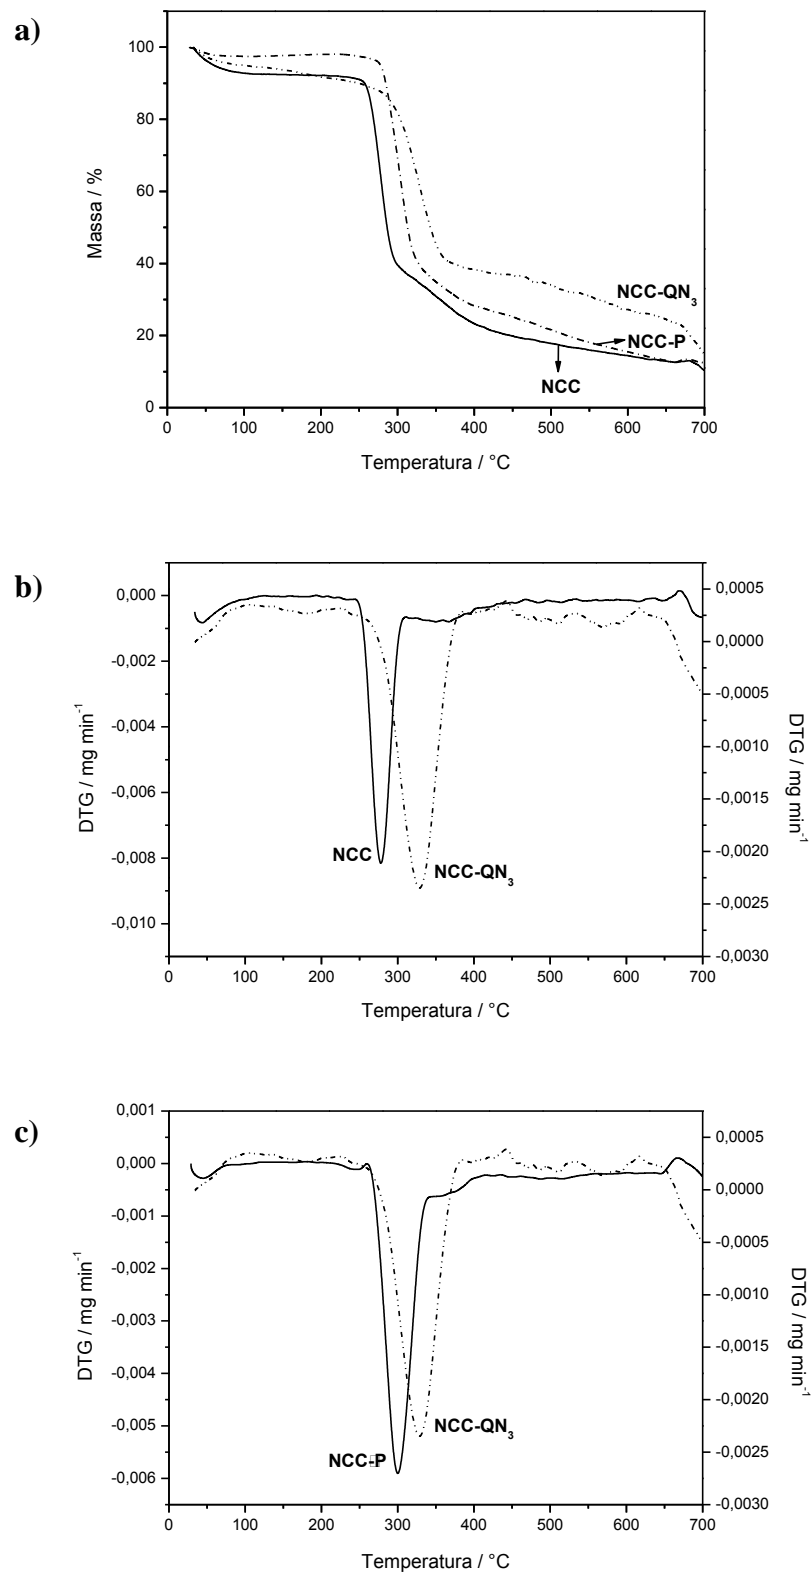 a)
100
80
60
40
20
0
Massa / %
NCC-QN3
NCC-P
NCC
0 100 200 300 400 500 600 700
Temperatura / °C
b)
0,000
-0,002
-0,004
-0,006
-0,008
-0,010
DTG / mg min-1
0,0005
0,0000
-0,0005
-0,0010
-0,0015
-0,0020
-0,0025
-0,0030
DTG / mg min-1
NCC
NCC-QN3
0 100 200 300 400 500 600 700
Temperatura / °C
c)
0,001
0,000
-0,001
-0,002
-0,003
-0,004
-0,005
-0,006
DTG / mg min-1
0,0005
0,0000
-0,0005
-0,0010
-0,0015
-0,0020
-0,0025
-0,0030
DTG / mg min-1
NCC-QN3
NCC-P
0 100 200 300 400 500 600 700
Temperatura / °C